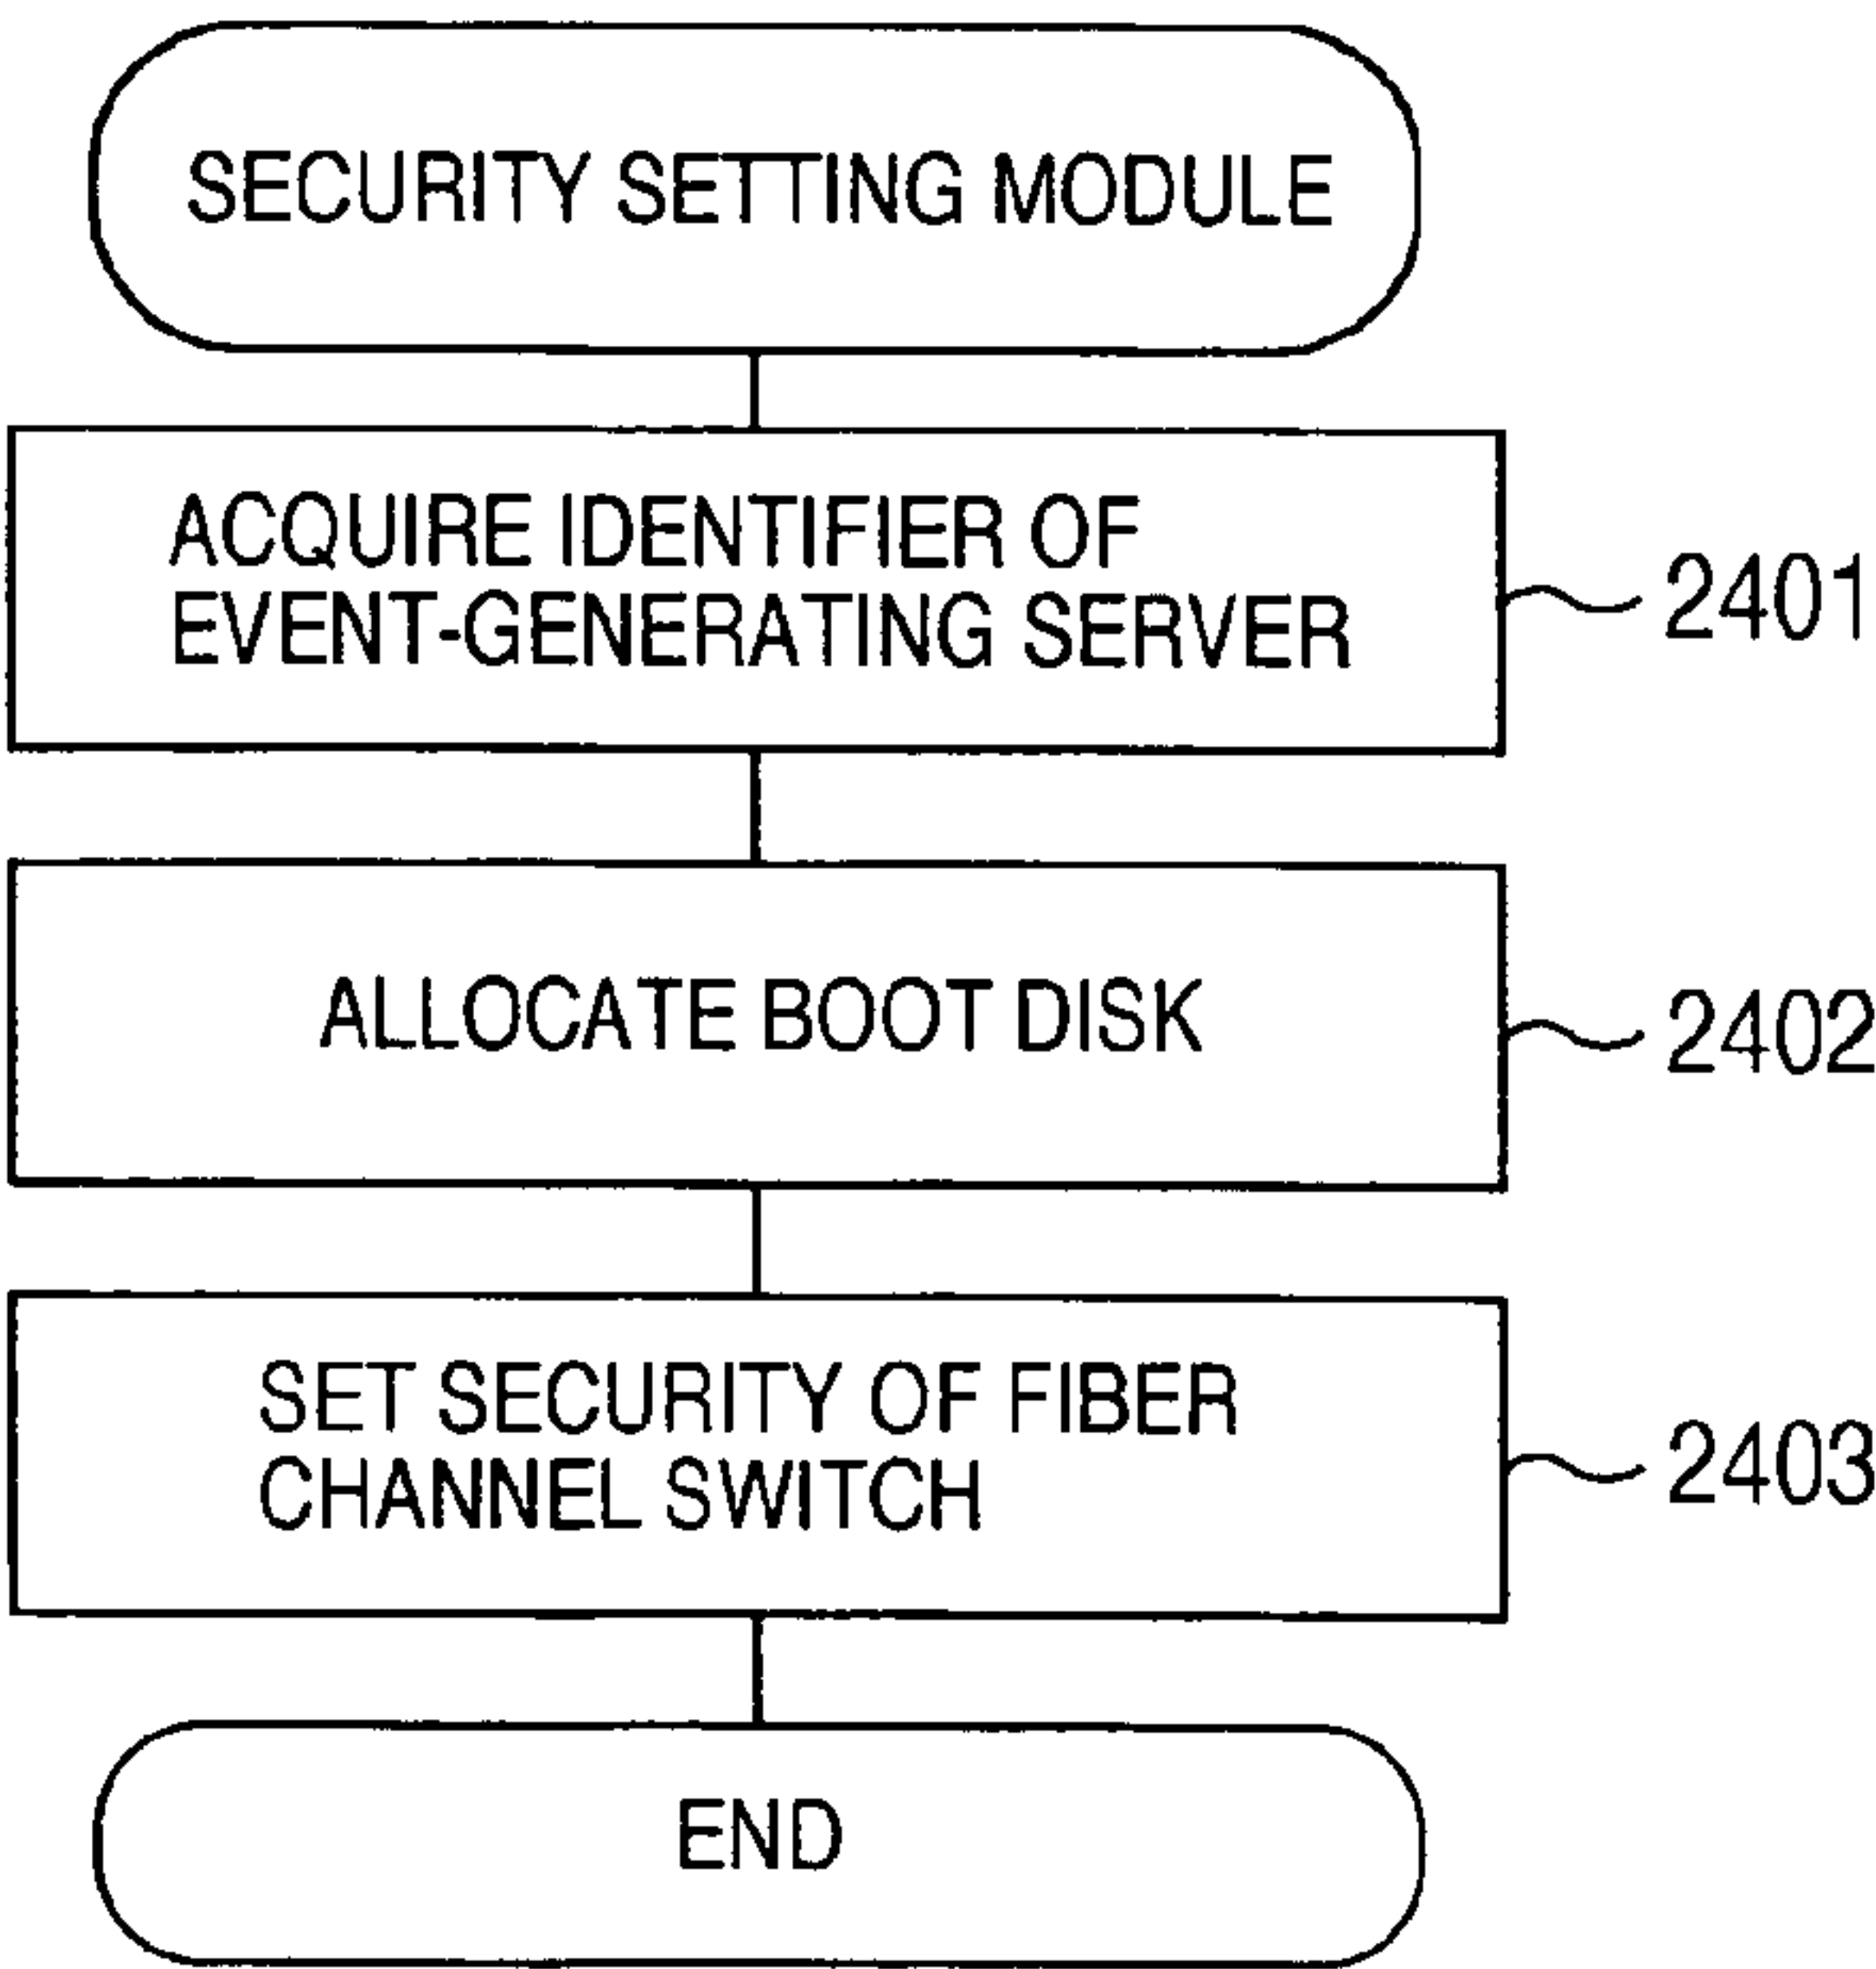 SECURITY SETTING MODULE
ACQUIRE IDENTIFIER OF
EVENT-GENERATING SERVER
2401
ALLOCATE BOOT DISK
2402
SET SECURITY OF FIBER
CHANNEL SWITCH
2403
END